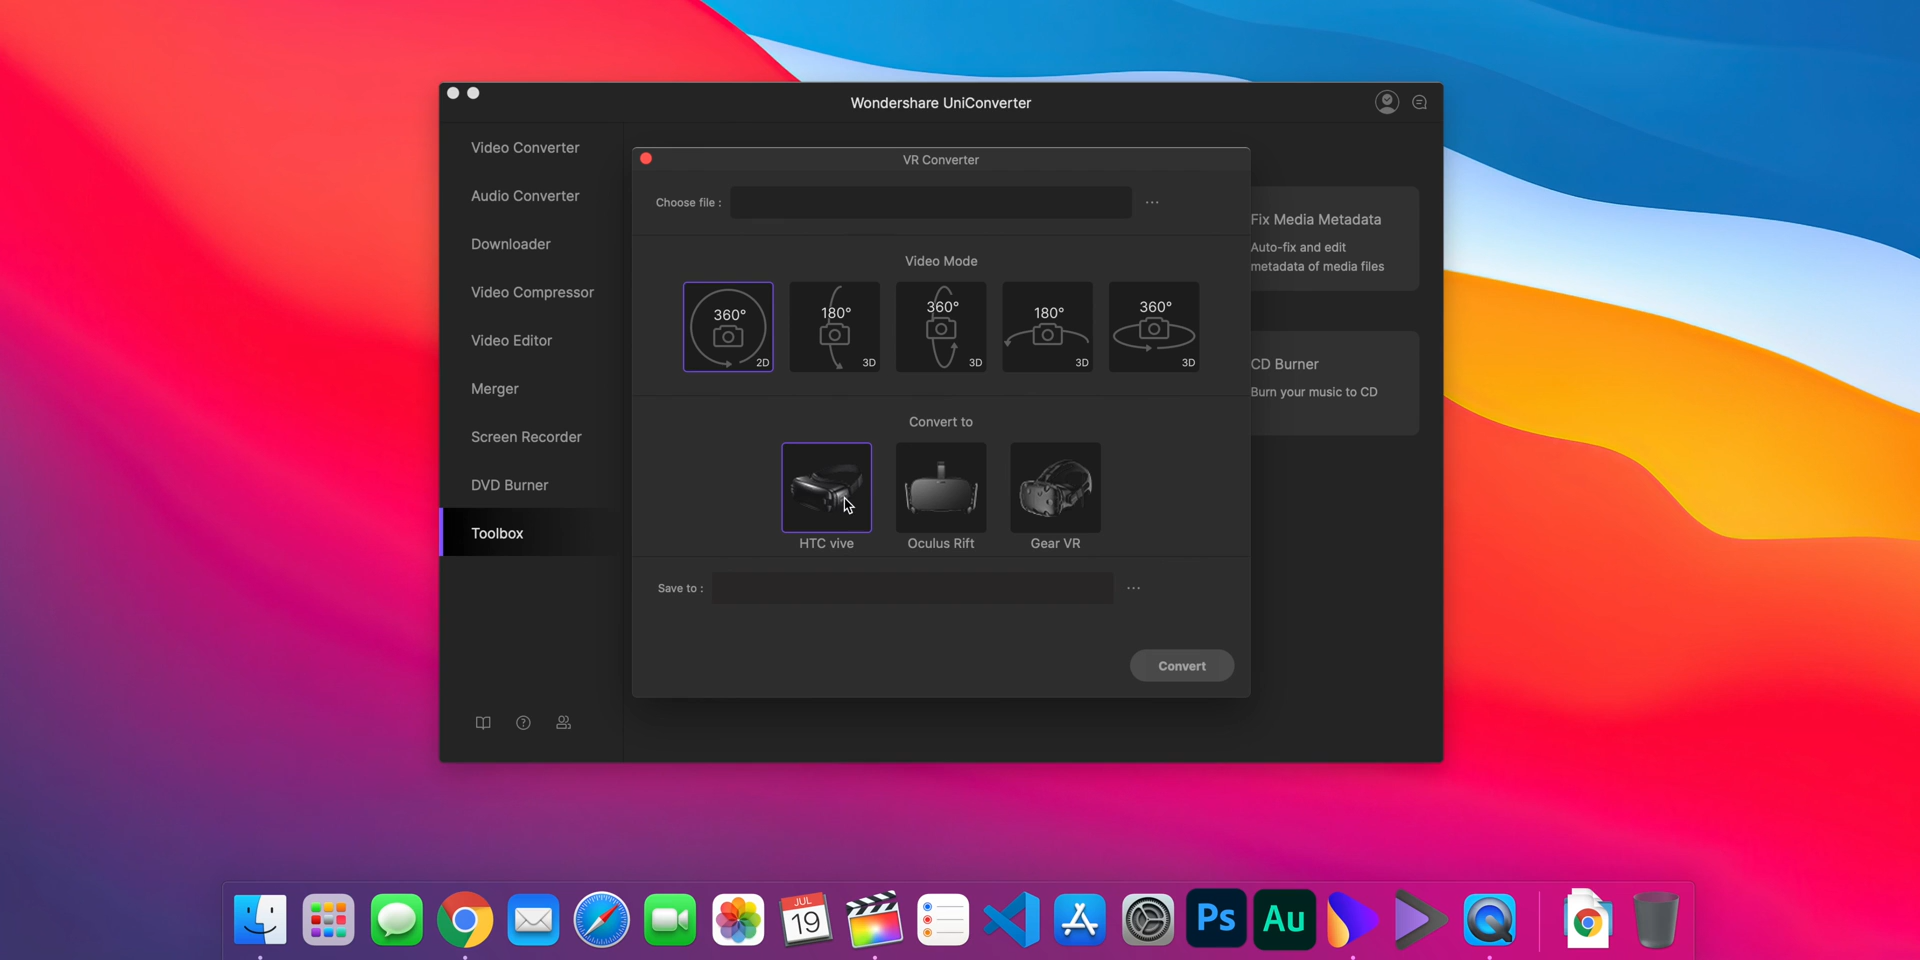 Wondershare UniConverter
Video Converter
Audio Converter
Downloader
Video Compressor
Video Editor
Merger
Screen Recorder
DVD Burner
Toolbox
VR Converter
Choose file :
Video Mode
360°
2D
180°
3D
360°
3D
180°
3D
360°
3D
Convert to
HTC vive
Oculus Rift
Gear VR
Save to :
Convert
Fix Media Metadata
Auto-fix and edit
metadata of media files
CD Burner
Burn your music to CD
JUL
19
Ps
Au